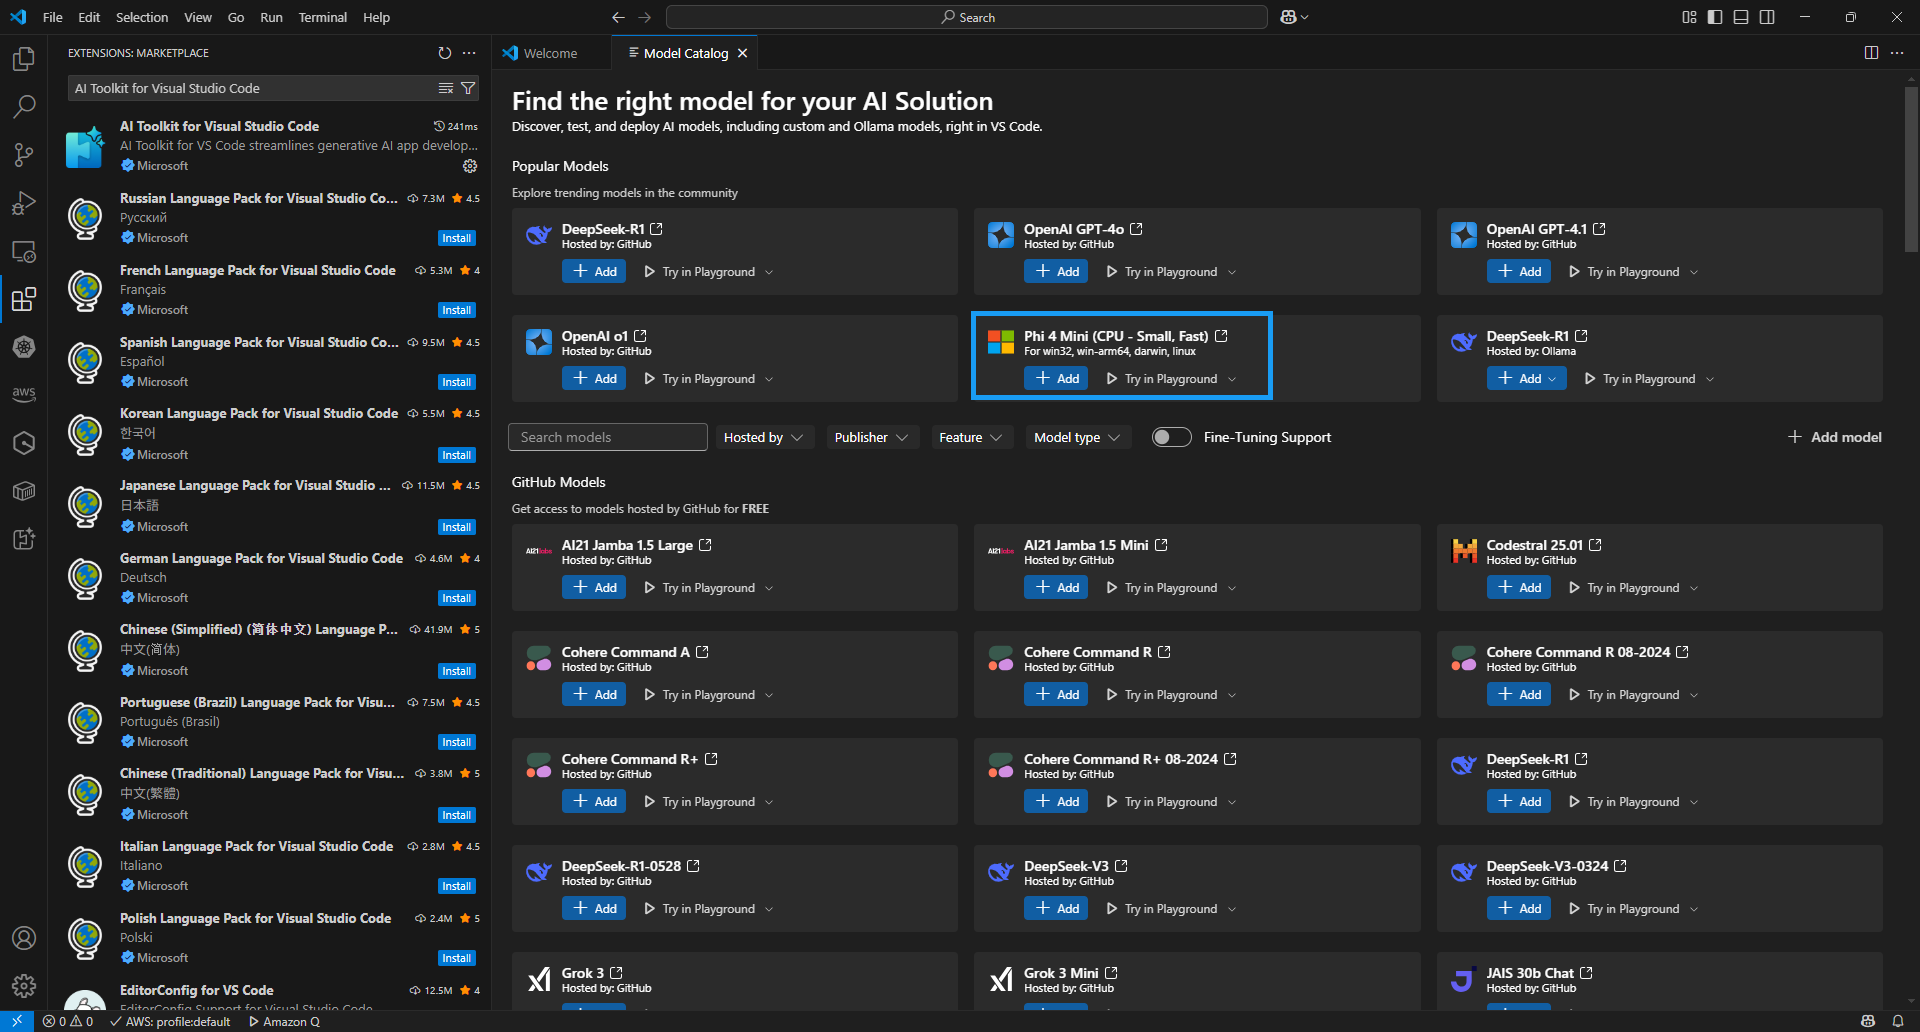 File Edit Selection View Go Run Terminal Help
Search
EXTENSIONS: MARKETPLACE
AI Toolkit for Visual Studio Code
AI Toolkit for Visual Studio Code 241ms
AI Toolkit for VS Code streamlines generative AI app develop...
Microsoft
Russian Language Pack for Visual Studio Co... 7.3M 4.5
Русский
Microsoft Install
French Language Pack for Visual Studio Code 5.3M 4
Français
Microsoft Install
Spanish Language Pack for Visual Studio Co... 9.5M 4.5
Español
Microsoft Install
Korean Language Pack for Visual Studio Code 5.5M 4.5
한국어
Microsoft Install
Japanese Language Pack for Visual Studio ... 11.5M 4.5
日本語
Microsoft Install
German Language Pack for Visual Studio Code 4.6M 4
Deutsch
Microsoft Install
Chinese (Simplified) (简体中文) Language P... 41.9M 5
中文(简体)
Microsoft Install
Portuguese (Brazil) Language Pack for Visu... 7.5M 4.5
Português (Brasil)
Microsoft Install
Chinese (Traditional) Language Pack for Visu... 3.8M 5
中文(繁體)
Microsoft Install
Italian Language Pack for Visual Studio Code 2.8M 4.5
Italiano
Microsoft Install
Polish Language Pack for Visual Studio Code 2.4M 5
Polski
Microsoft Install
EditorConfig for VS Code 12.5M 4
EditorConfig Support for Visual Studio Code
Welcome Model Catalog
Find the right model for your AI Solution
Discover, test, and deploy AI models, including custom and Ollama models, right in VS Code.
Popular Models
Explore trending models in the community
DeepSeek-R1
Hosted by: GitHub
Add Try in Playground
OpenAI GPT-4o
Hosted by: GitHub
Add Try in Playground
OpenAI GPT-4.1
Hosted by: GitHub
Add Try in Playground
OpenAI o1
Hosted by: GitHub
Add Try in Playground
Phi 4 Mini (CPU - Small, Fast)
For win32, win-arm64, darwin, linux
Add Try in Playground
DeepSeek-R1
Hosted by: Ollama
Add Try in Playground
Search models Hosted by Publisher Feature Model type Fine-Tuning Support Add model
GitHub Models
Get access to models hosted by GitHub for FREE
AI21labs
AI21 Jamba 1.5 Large
Hosted by: GitHub
Add Try in Playground
AI21labs
AI21 Jamba 1.5 Mini
Hosted by: GitHub
Add Try in Playground
Codestral 25.01
Hosted by: GitHub
Add Try in Playground
Cohere Command A
Hosted by: GitHub
Add Try in Playground
Cohere Command R
Hosted by: GitHub
Add Try in Playground
Cohere Command R 08-2024
Hosted by: GitHub
Add Try in Playground
Cohere Command R+
Hosted by: GitHub
Add Try in Playground
Cohere Command R+ 08-2024
Hosted by: GitHub
Add Try in Playground
DeepSeek-R1
Hosted by: GitHub
Add Try in Playground
DeepSeek-R1-0528
Hosted by: GitHub
Add Try in Playground
DeepSeek-V3
Hosted by: GitHub
Add Try in Playground
DeepSeek-V3-0324
Hosted by: GitHub
Add Try in Playground
Grok 3
Hosted by: GitHub
Grok 3 Mini
Hosted by: GitHub
JAIS 30b Chat
Hosted by: GitHub
aws
0 0 AWS: profile:default Amazon Q